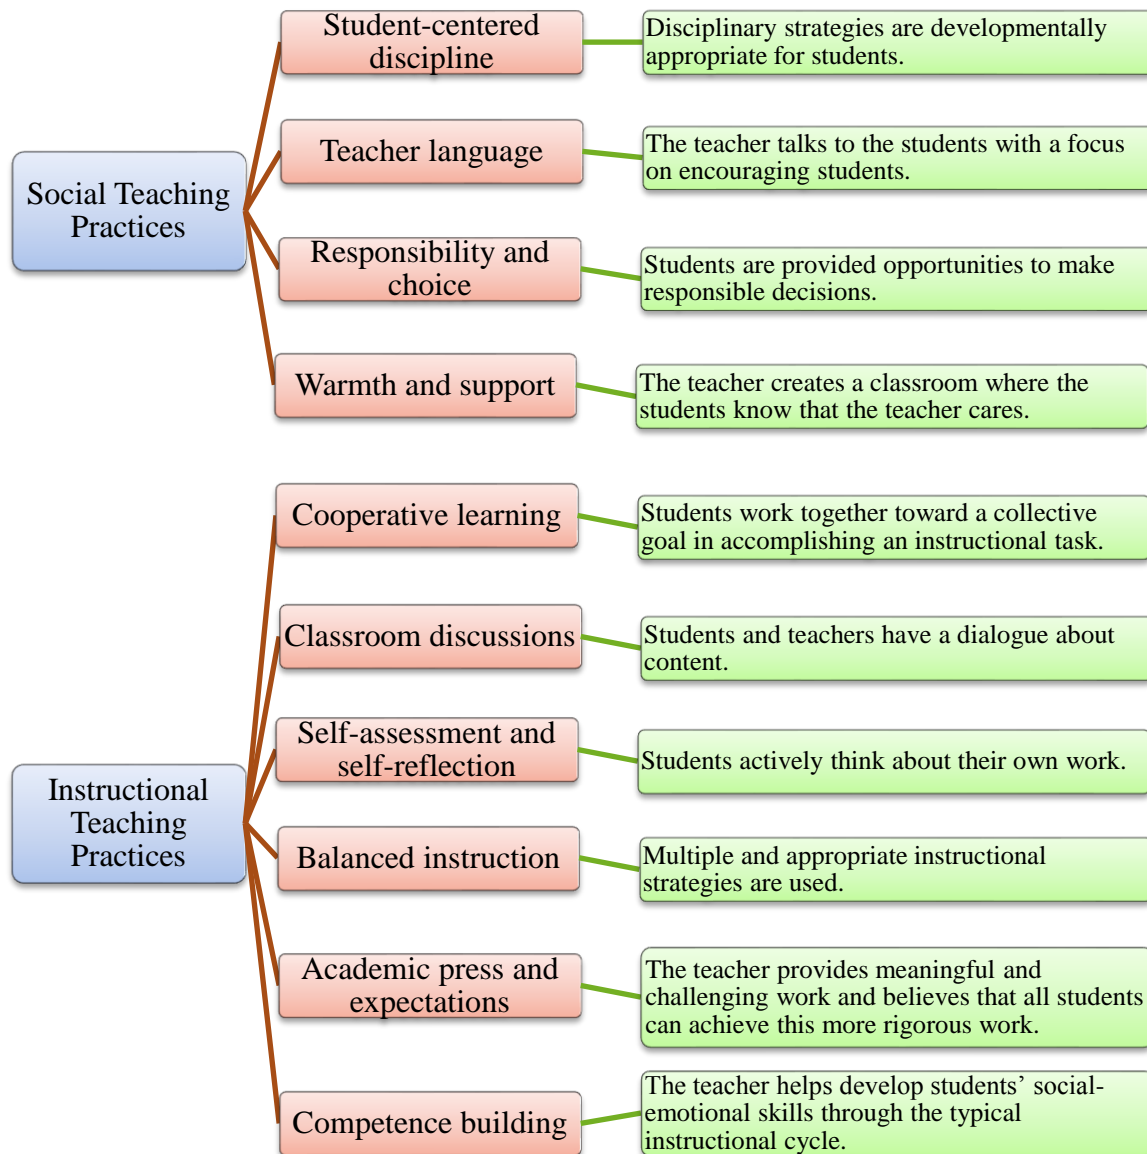 Student-centered
discipline
Disciplinary strategies are developmentally
appropriate for students.
Teacher language
The teacher talks to the students with a focus
on encouraging students.
Social Teaching
Practices
Responsibility and
choice
Students are provided opportunities to make
responsible decisions.
Warmth and support
The teacher creates a classroom where the
students know that the teacher cares.
Cooperative learning
Students work together toward a collective
goal in accomplishing an instructional task.
Classroom discussions
Students and teachers have a dialogue about
content.
Self-assessment and
self-reflection
Students actively think about their own work.
Instructional
Teaching
Practices
Balanced instruction
Multiple and appropriate instructional
strategies are used.
Academic press and
expectations
The teacher provides meaningful and
challenging work and believes that all students
can achieve this more rigorous work.
Competence building
The teacher helps develop students’ social-
emotional skills through the typical
instructional cycle.